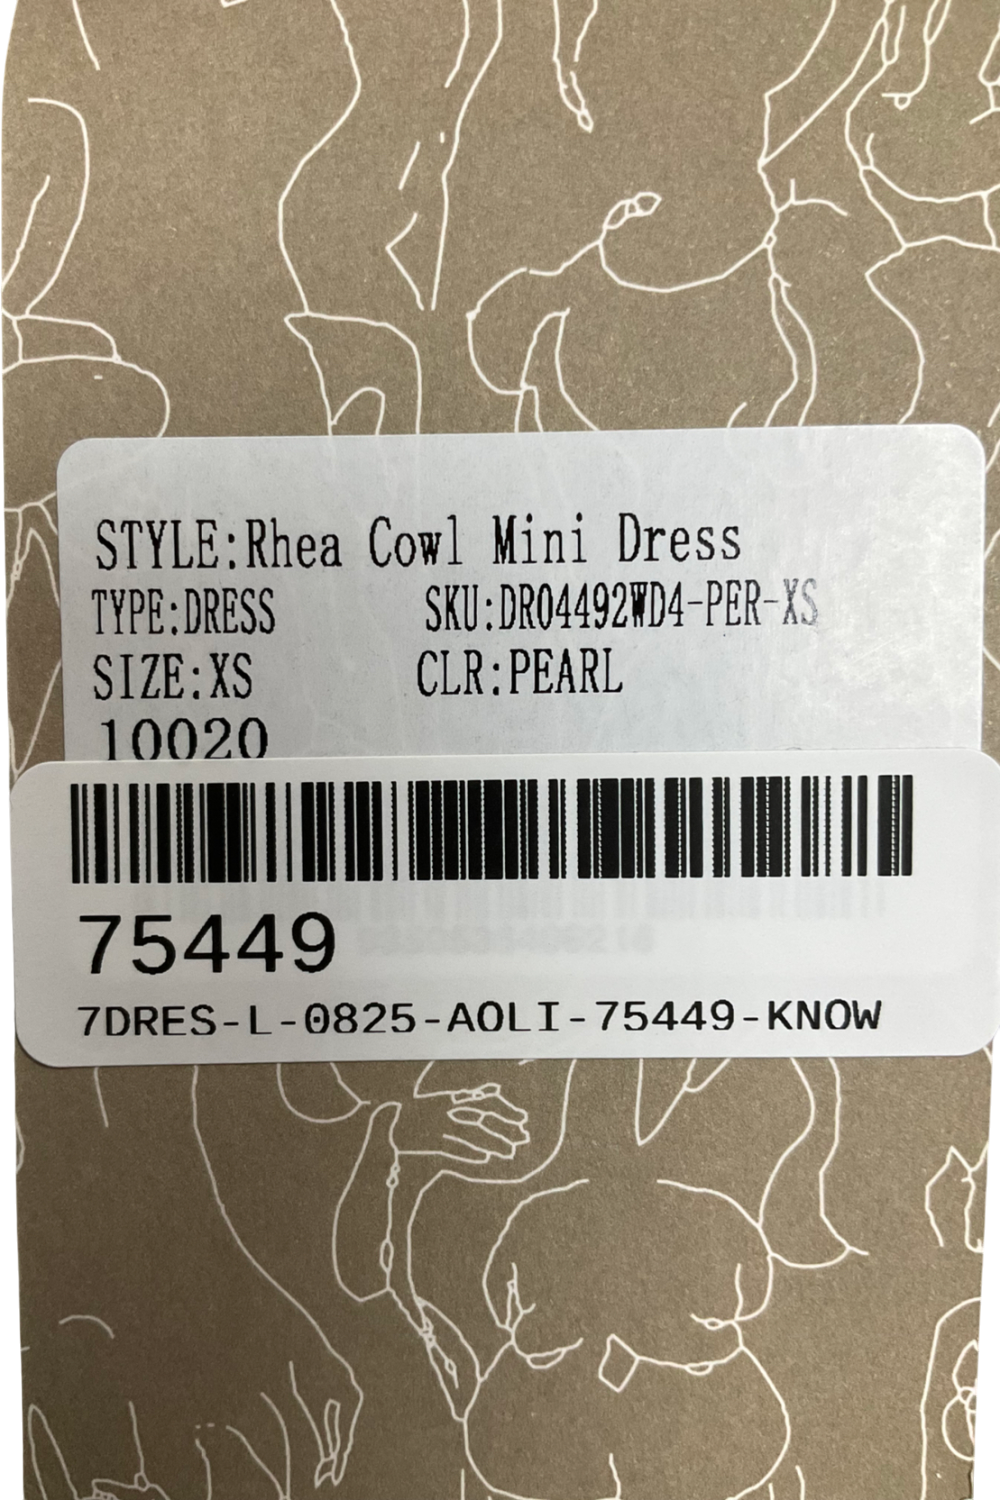 STYLE:Rhea Cowl Mini Dress
TYPE:DRESS SKU:DR04492WD4-PER-XS
SIZE:XS CLR:PEARL
10020
75449
7DRES-L-0825-AOLI-75449-KNOW